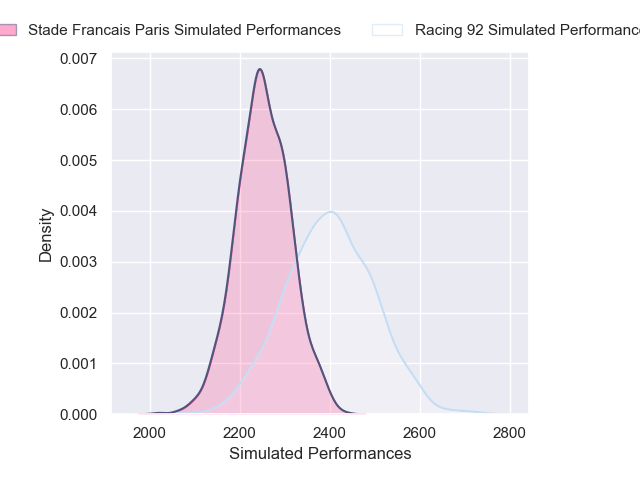 Stade Francais Paris Simulated Performances Racing 92 Simulated
0.007
0.006
0.005
0.004
0.003
0.002
0.001
0.000
Density
2000 2200 2400 2600 2800
Simulated Performances